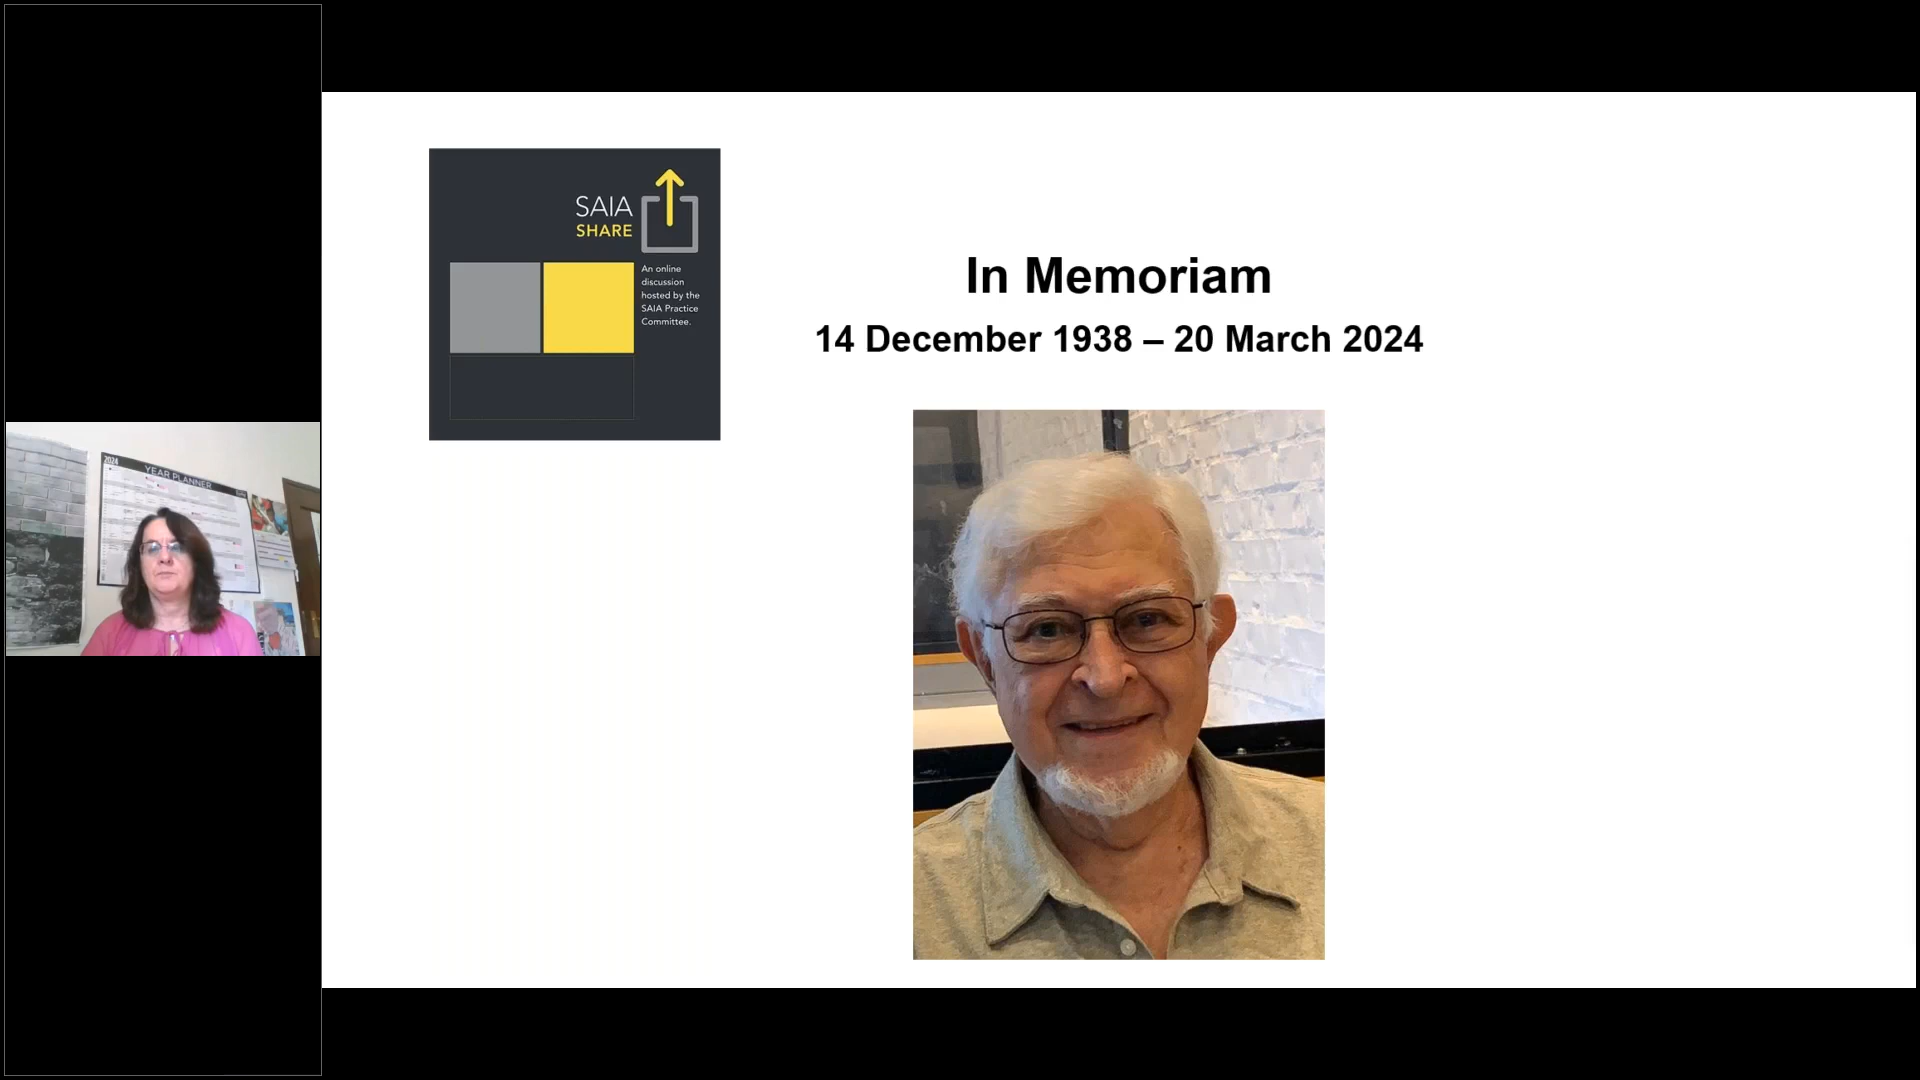 SAIA
SHARE
An online
discussion
hosted by the
SAIA Practice
Committee.
In Memoriam
14 December 1938 – 20 March 2024
2024
YEAR PLANNER